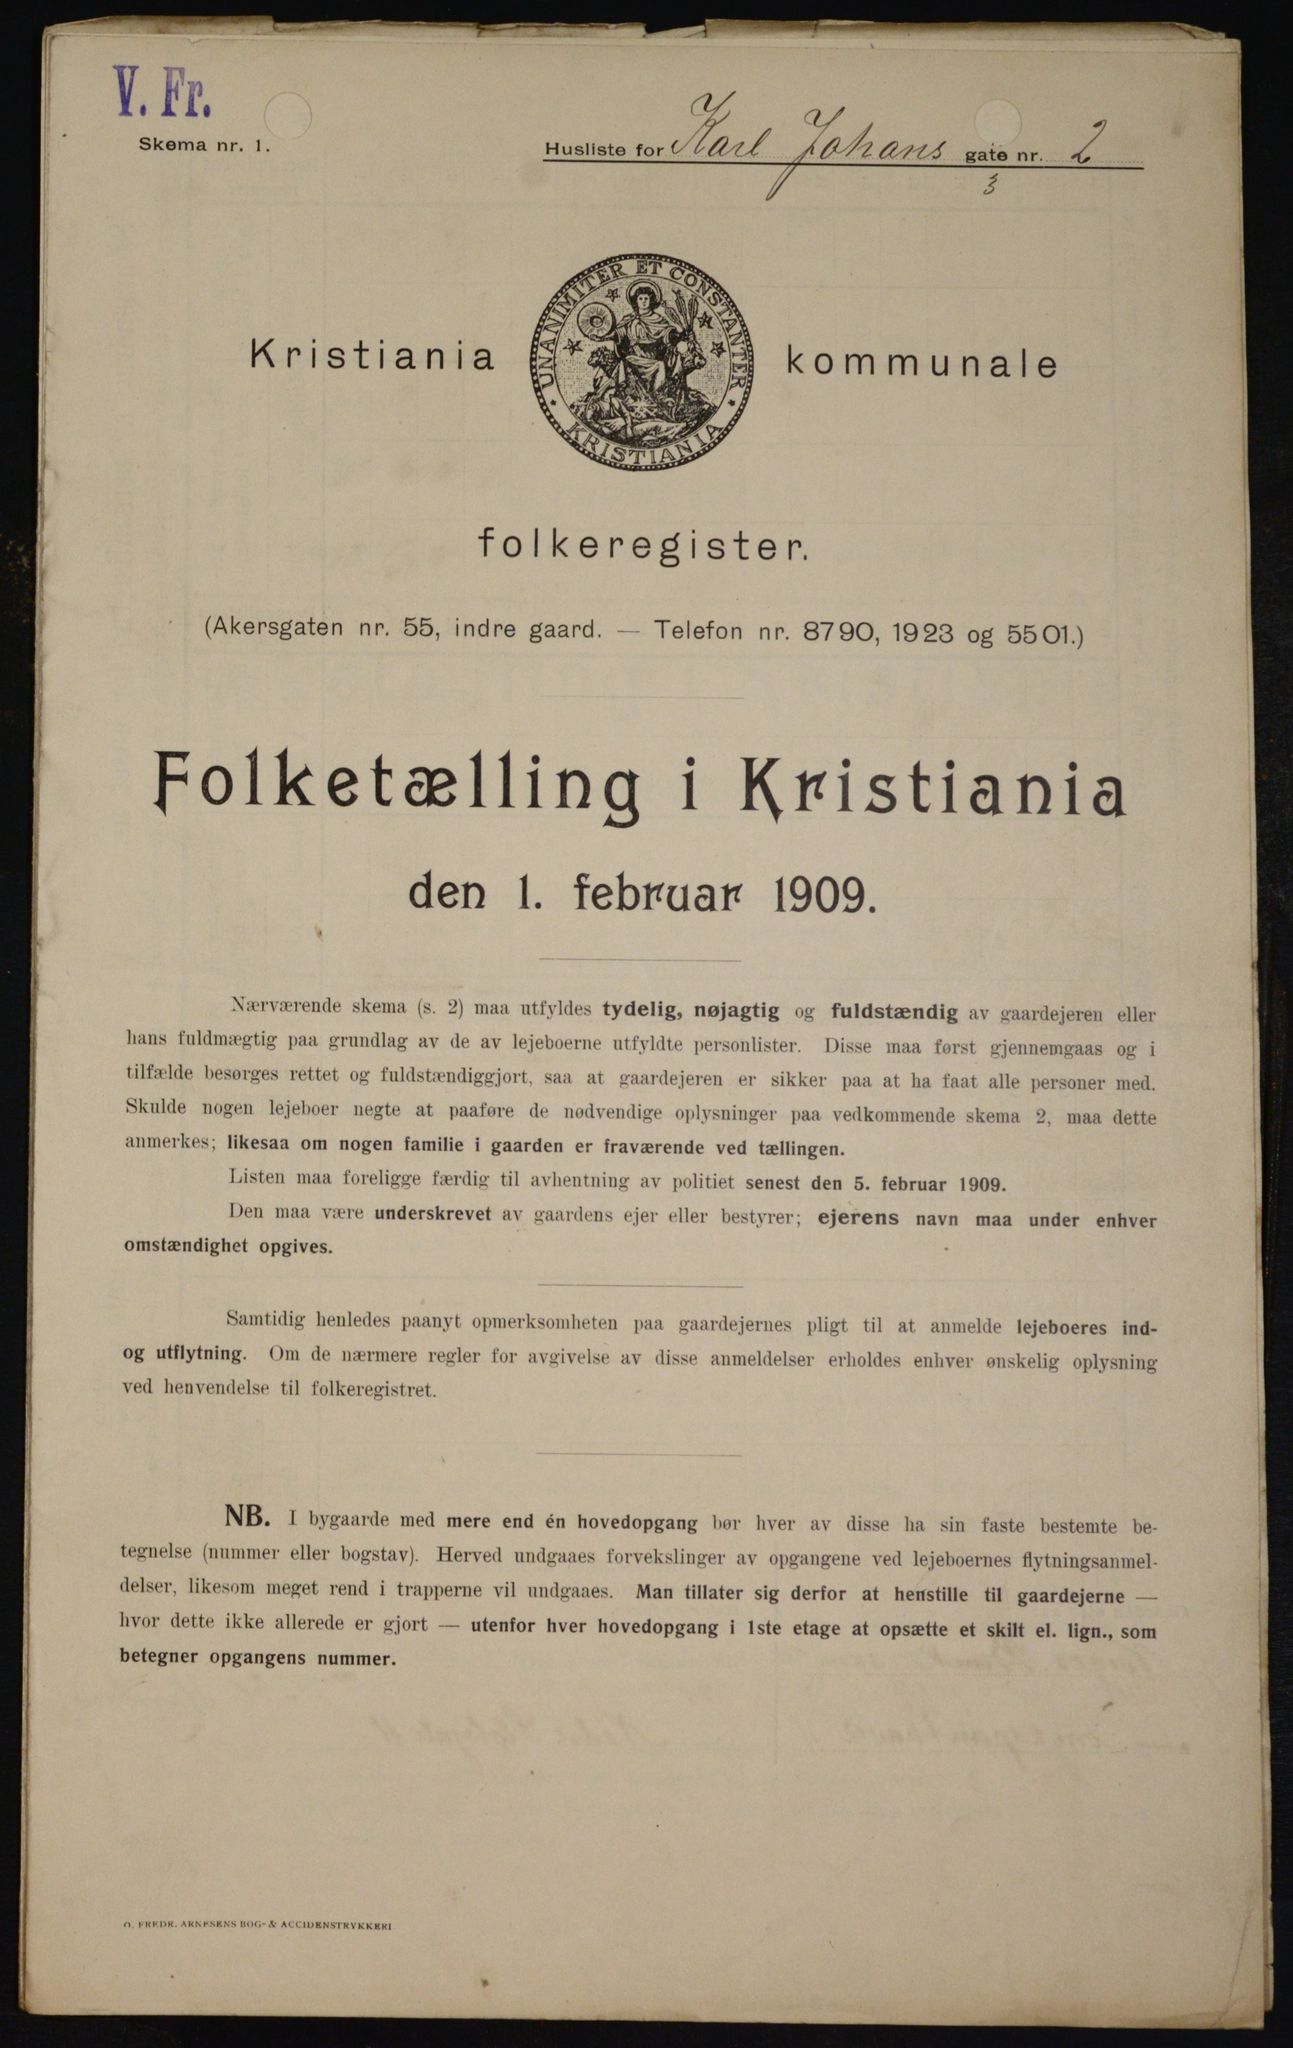 V. Fr.
Skema nr. 1.
Husliste for Karl Johans gate nr. 2
3
UNANIMITER ET CONSTANTER
KRISTIANIA
Kristiania kommunale
folkeregister.
(Akersgaten nr. 55, indre gaard. — Telefon nr. 8790, 1923 og 5501.)
Folketælling i Kristiania
den 1. februar 1909.
Nærværende skema (s. 2) maa utfyldes tydelig, nøjagtig og fuldstændig av gaardejeren eller
hans fuldmægtig paa grundlag av de av lejeboerne utfyldte personlister. Disse maa først gjennemgaas og i
tilfælde besørges rettet og fuldstændiggjort, saa at gaardejeren er sikker paa at ha faat alle personer med.
Skulde nogen lejeboer negte at paaføre de nødvendige oplysninger paa vedkommende skema 2, maa dette
anmerkes; likesaa om nogen familie i gaarden er fraværende ved tællingen.
Listen maa foreligge færdig til avhentning av politiet senest den 5. februar 1909.
Den maa være underskrevet av gaardens ejer eller bestyrer; ejerens navn maa under enhver
omstændighet opgives.
Samtidig henledes paanyt opmerksomheten paa gaardejernes pligt til at anmelde lejeboeres ind-
og utflytning. Om de nærmere regler for avgivelse av disse anmeldelser erholdes enhver ønskelig oplysning
ved henvendelse til folkeregistret.
NB. I bygaarde med mere end én hovedopgang bør hver av disse ha sin faste bestemte be-
tegnelse (nummer eller bogstav). Herved undgaaes forvekslinger av opgangene ved lejeboernes flytningsanmel-
delser, likesom meget rend i trapperne vil undgaaes. Man tillater sig derfor at henstille til gaardejerne —
hvor dette ikke allerede er gjort — utenfor hver hovedopgang i 1ste etage at opsætte et skilt el. lign., som
betegner opgangens nummer.
O. FREDR. ARNESENS BOG- & ACCIDENSTRYKKERI